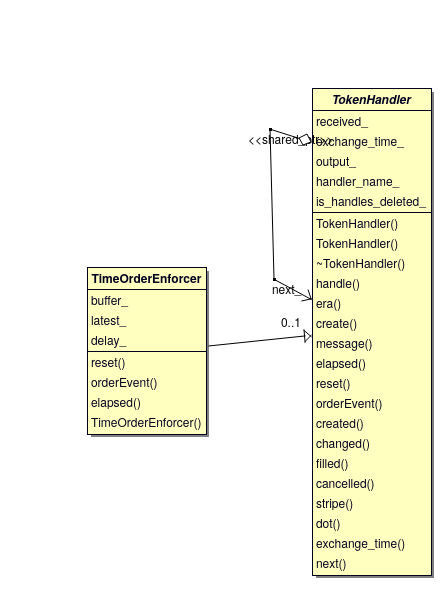 TokenHandler
received_
<<shared_ptr>>
exchange_time_
output_
handler_name_
is_handles_deleted_
TokenHandler()
TokenHandler()
~TokenHandler()
handle()
next_
era()
create()
message()
elapsed()
reset()
orderEvent()
created()
changed()
filled()
cancelled()
stripe()
dot()
exchange_time()
next()
0..1
TimeOrderEnforcer
buffer_
latest_
delay_
reset()
orderEvent()
elapsed()
TimeOrderEnforcer()